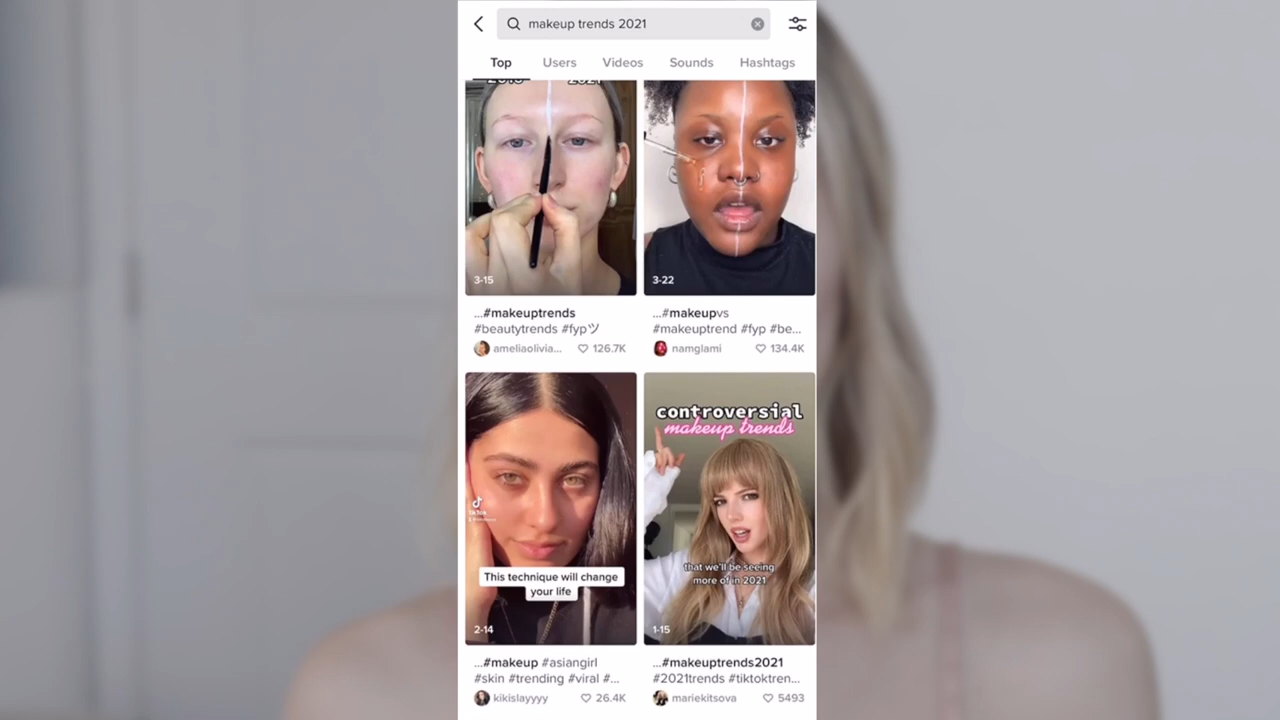 makeup trends 2021
Top Users Videos Sounds Hashtags
2021
3-15
3-22
...#makeuptrends
#beautytrends #fypツ
ameliaolivia... 126.7K
...#makeupvs
#makeuptrend #fyp #be...
namglami 134.4K
TikTok
This technique will change
your life
2-14
controversial
makeup trends
that we'll be seeing
more of in 2021
1-15
...#makeup #asiangirl
#skin #trending #viral #...
kikislayyyy 26.4K
...#makeuptrends2021
#2021trends #tiktoktren...
mariekitsova 5493